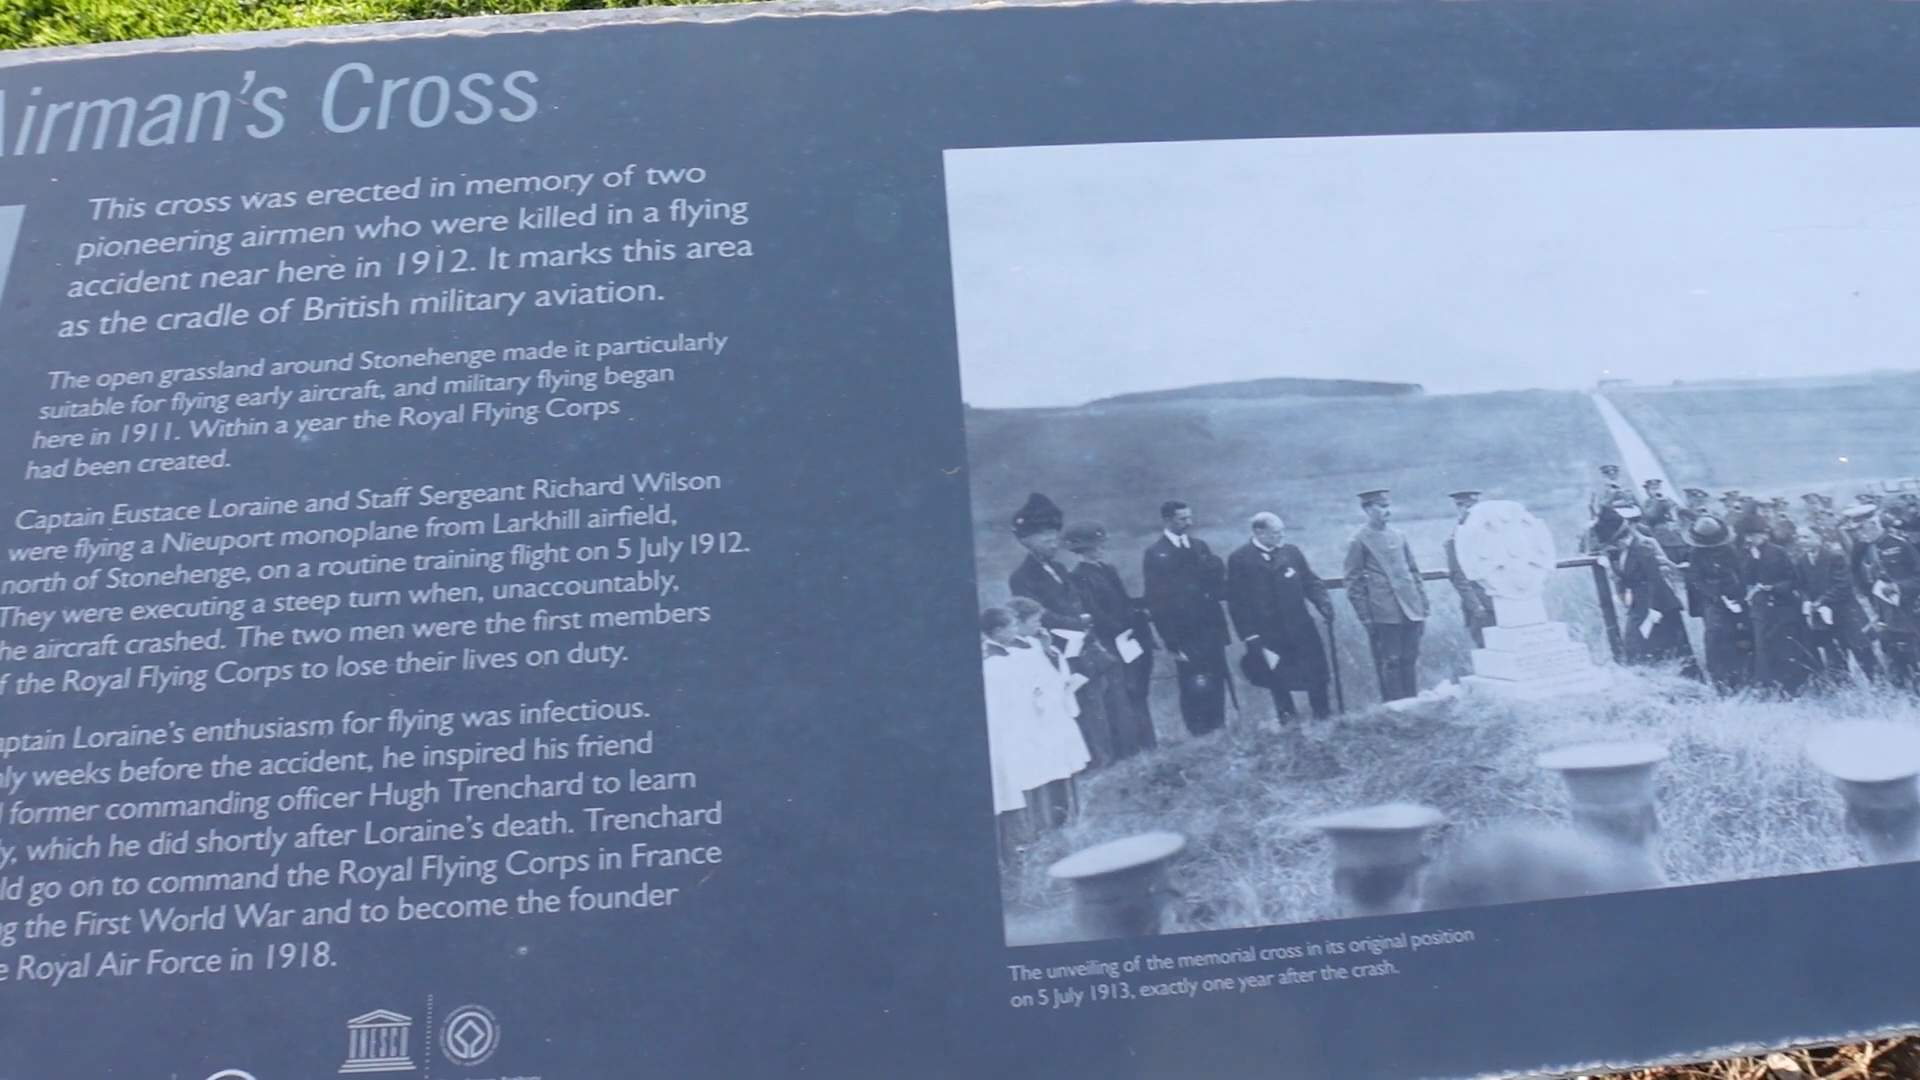 Airman's Cross
This cross was erected in memory of two
pioneering airmen who were killed in a flying
accident near here in 1912. It marks this area
as the cradle of British military aviation.
The open grassland around Stonehenge made it particularly
suitable for flying early aircraft, and military flying began
here in 1911. Within a year the Royal Flying Corps
had been created.
Captain Eustace Loraine and Staff Sergeant Richard Wilson
were flying a Nieuport monoplane from Larkhill airfield,
north of Stonehenge, on a routine training flight on 5 July 1912.
They were executing a steep turn when, unaccountably,
he aircraft crashed. The two men were the first members
f the Royal Flying Corps to lose their lives on duty.
aptain Loraine's enthusiasm for flying was infectious.
nly weeks before the accident, he inspired his friend
former commanding officer Hugh Trenchard to learn
y, which he did shortly after Loraine's death. Trenchard
ld go on to command the Royal Flying Corps in France
g the First World War and to become the founder
e Royal Air Force in 1918.
UNESCO
The unveiling of the memorial cross in its original position
on 5 July 1913, exactly one year after the crash.